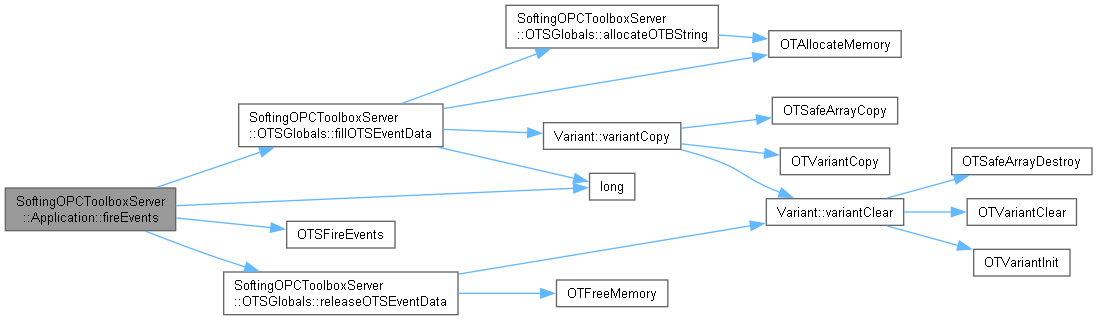 SoftingOPCToolboxServer
::Application::fireEvents
SoftingOPCToolboxServer
::OTSGlobals::fillOTSEventData
SoftingOPCToolboxServer
::OTSGlobals::allocateOTBString
OTAllocateMemory
Variant::variantCopy
OTSafeArrayCopy
OTVariantCopy
long
Variant::variantClear
OTSafeArrayDestroy
OTVariantClear
OTVariantInit
OTSFireEvents
SoftingOPCToolboxServer
::OTSGlobals::releaseOTSEventData
OTFreeMemory